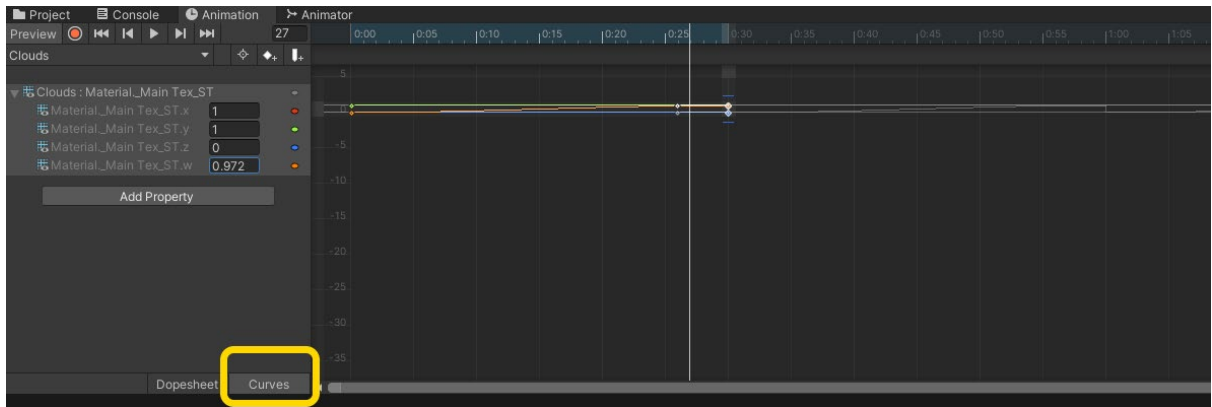 Project Console Animation Animator
Preview 27 0:00 0:05 0:10 0:15 0:20 0:25 0:30 0:35 0:40 0:45 0:50 0:55 1:00 1:05
Clouds
5
Clouds : Material._Main Tex_ST
Material._Main Tex_ST.x 1 0
Material._Main Tex_ST.y 1
Material._Main Tex_ST.z 0 -5
Material._Main Tex_ST.w 0.972
-10
Add Property
-15
-20
-25
-30
-35
Dopesheet Curves